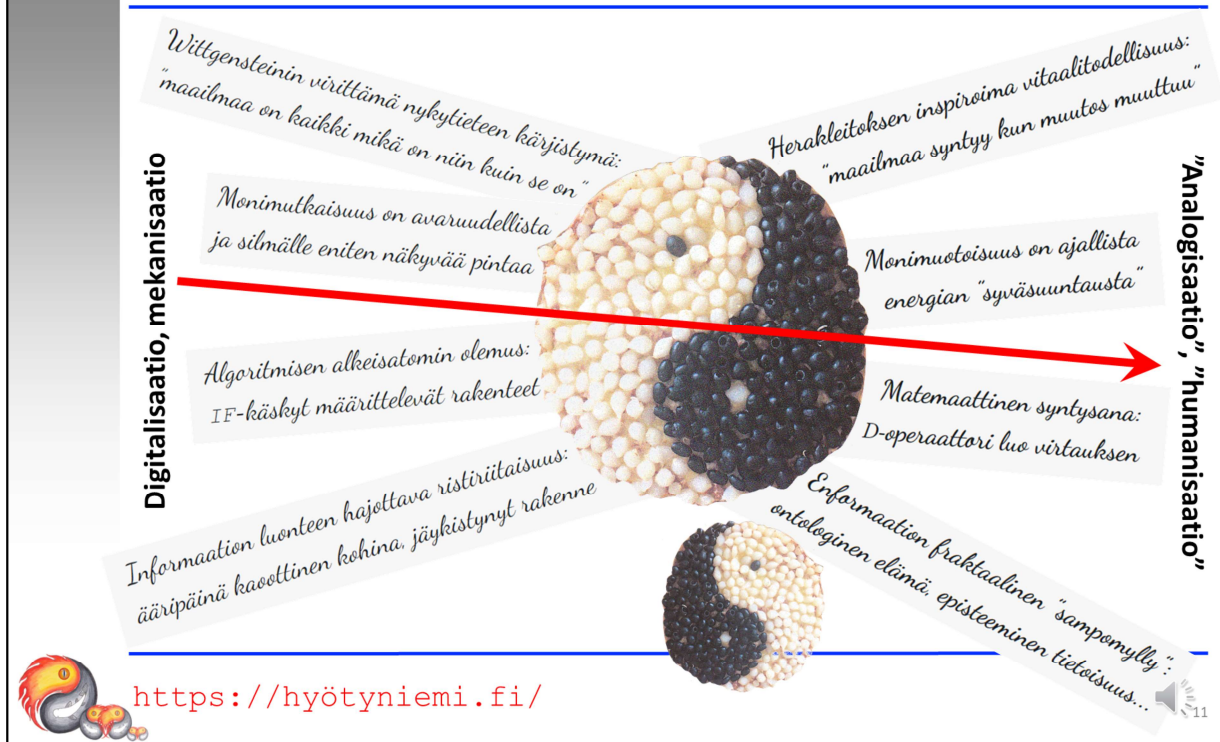 Wittgensteinin virittämä nykytieteen kärjistymä:
"maailmaa on kaikki mikä on niin kuin se on"
Monimutkaisuus on avaruudellista
ja silmälle eniten näkyvää pintaa
Algoritmisen alkeisatomin olemus:
IF-käskyt määrittelevät rakenteet
Informaation luonteen hajottava ristiriitaisuus:
ääripäinä kaoottinen kohina, jäykistynyt rakenne
Digitalisaatio, mekanisaatio
Herakleitoksen inspiroima vitaalitodellisuus:
"maailmaa syntyy kun muutos muuttuu"
Monimuotoisuus on ajallista
energian "syväsuuntausta"
Matemaattinen syntysana:
D-operaattori luo virtauksen
Enformaation fraktaalinen "sampomylly":
ontologinen elämä, episteeminen tietoisuus...
"Analogisaatio", "humanisaatio"
https://hyötyniemi.fi/
11